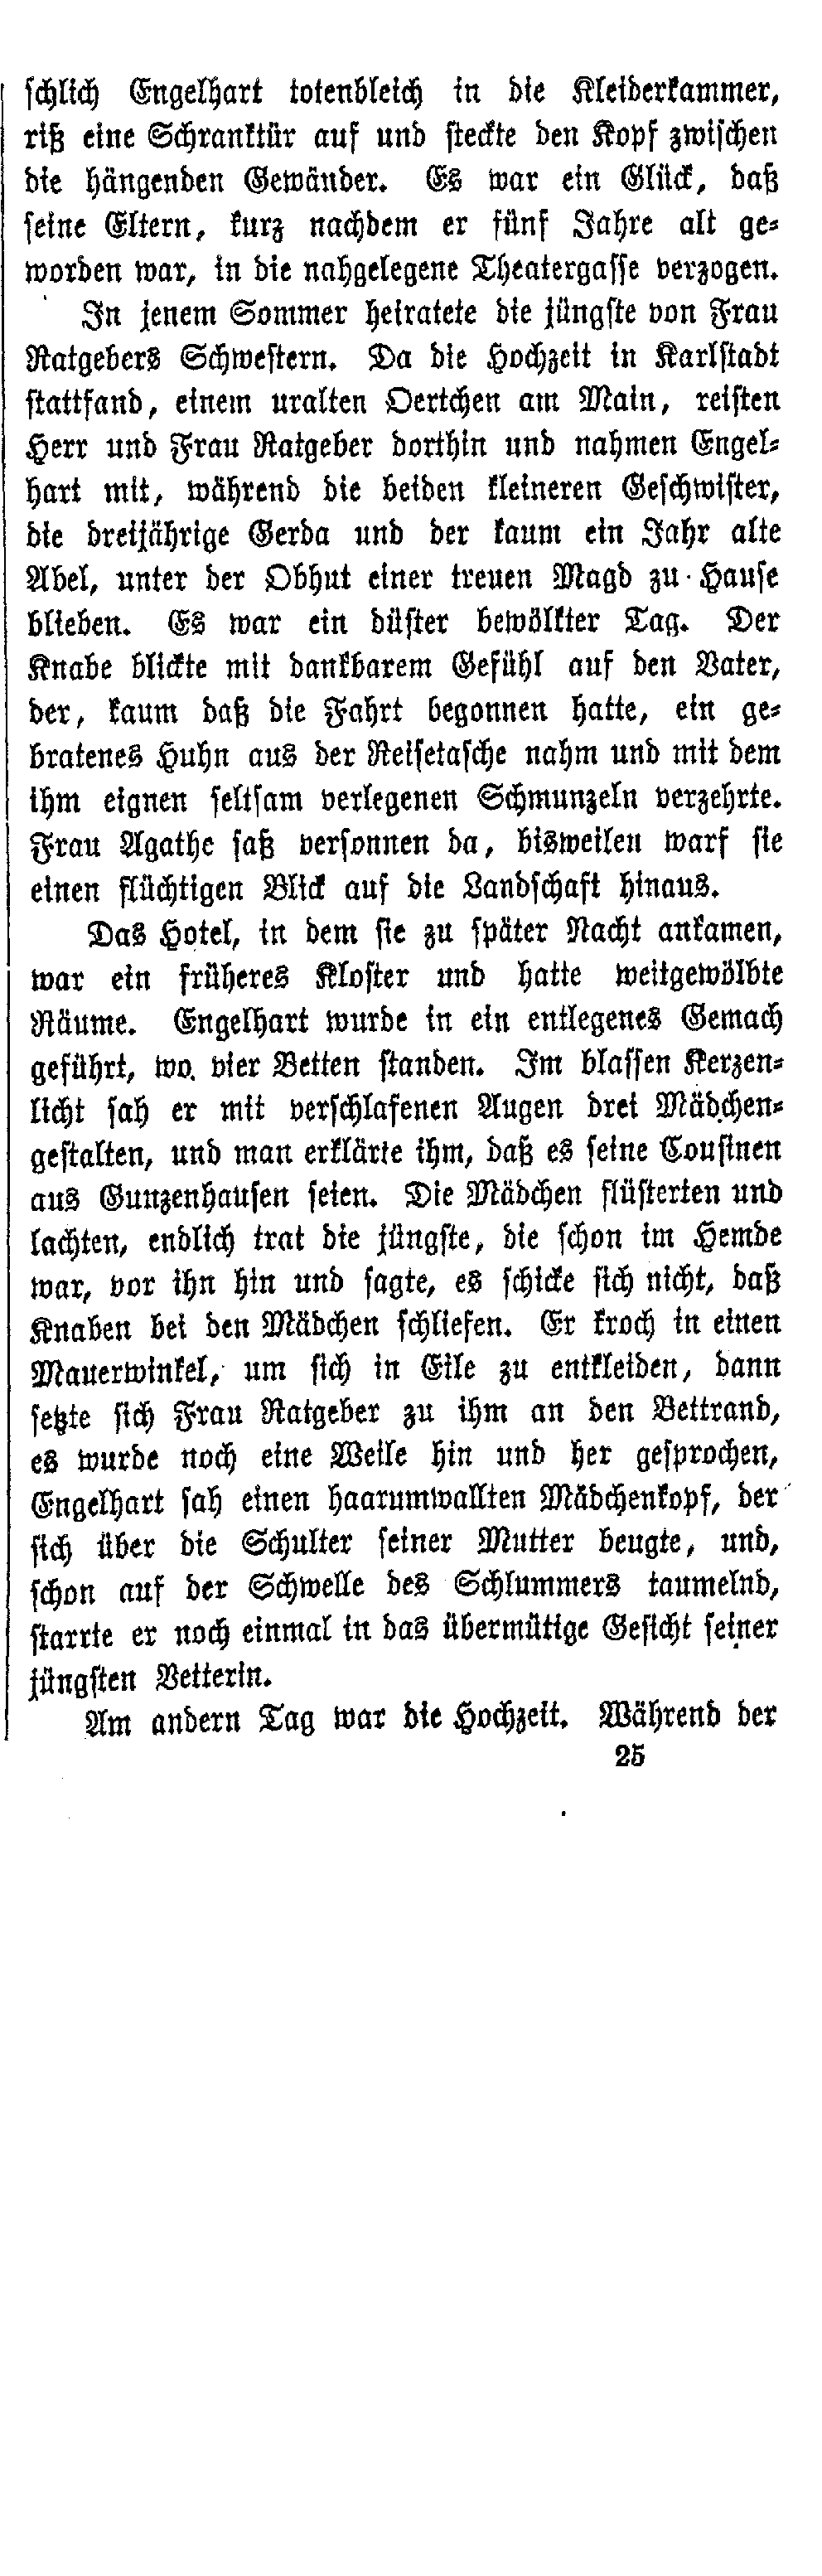 schlich Engelhart totenbleich in die Kleiderkammer,
riß eine Schranktür auf und steckte den Kopf zwischen
die hängenden Gewänder. Es war ein Glück, daß
seine Eltern, kurz nachdem er fünf Jahre alt ge-
worden war, in die nahgelegene Theatergasse verzogen.
In jenem Sommer heiratete die jüngste von Frau
Ratgebers Schwestern. Da die Hochzeit in Karlstadt
stattfand, einem uralten Oertchen am Main, reisten
Herr und Frau Ratgeber dorthin und nahmen Engel-
hart mit, während die beiden kleineren Geschwister,
die dreijährige Gerda und der kaum ein Jahr alte
Abel, unter der Obhut einer treuen Magd zu Hause
blieben. Es war ein düster bewölkter Tag. Der
Knabe blickte mit dankbarem Gefühl auf den Vater,
der, kaum daß die Fahrt begonnen hatte, ein ge-
bratenes Huhn aus der Reisetasche nahm und mit dem
ihm eignen seltsam verlegenen Schmunzeln verzehrte.
Frau Agathe saß versonnen da, bisweilen warf sie
einen flüchtigen Blick auf die Landschaft hinaus.
Das Hotel, in dem sie zu später Nacht ankamen,
war ein früheres Kloster und hatte weitgewölbte
Räume. Engelhart wurde in ein entlegenes Gemach
geführt, wo vier Betten standen. Im blassen Kerzen-
licht sah er mit verschlafenen Augen drei Mädchen-
gestalten, und man erklärte ihm, daß es seine Cousinen
aus Gunzenhausen seien. Die Mädchen flüsterten und
lachten, endlich trat die jüngste, die schon im Hemde
war, vor ihn hin und sagte, es schicke sich nicht, daß
Knaben bei den Mädchen schliefen. Er kroch in einen
Mauerwinkel, um sich in Eile zu entkleiden, dann
setzte sich Frau Ratgeber zu ihm an den Bettrand,
es wurde noch eine Weile hin und her gesprochen,
Engelhart sah einen haarumwallten Mädchenkopf, der
sich über die Schulter seiner Mutter beugte, und,
schon auf der Schwelle des Schlummers taumelnd,
starrte er noch einmal in das übermütige Gesicht seiner
jüngsten Vetterin.
Am andern Tag war die Hochzeit. Während der
25